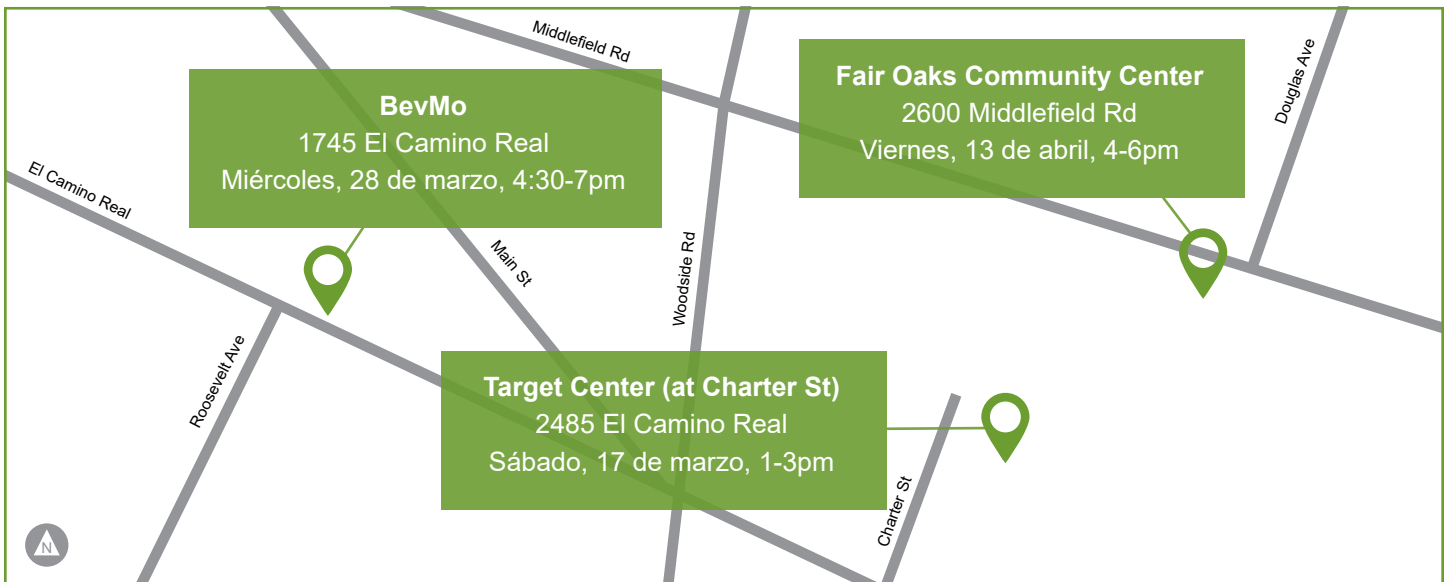 Middlefield Rd
Fair Oaks Community Center
2600 Middlefield Rd
Viernes, 13 de abril, 4-6pm
Douglas Ave
BevMo
1745 El Camino Real
Miércoles, 28 de marzo, 4:30-7pm
El Camino Real
Main St
Woodside Rd
Roosevelt Ave
Target Center (at Charter St)
2485 El Camino Real
Sábado, 17 de marzo, 1-3pm
Charter St
N